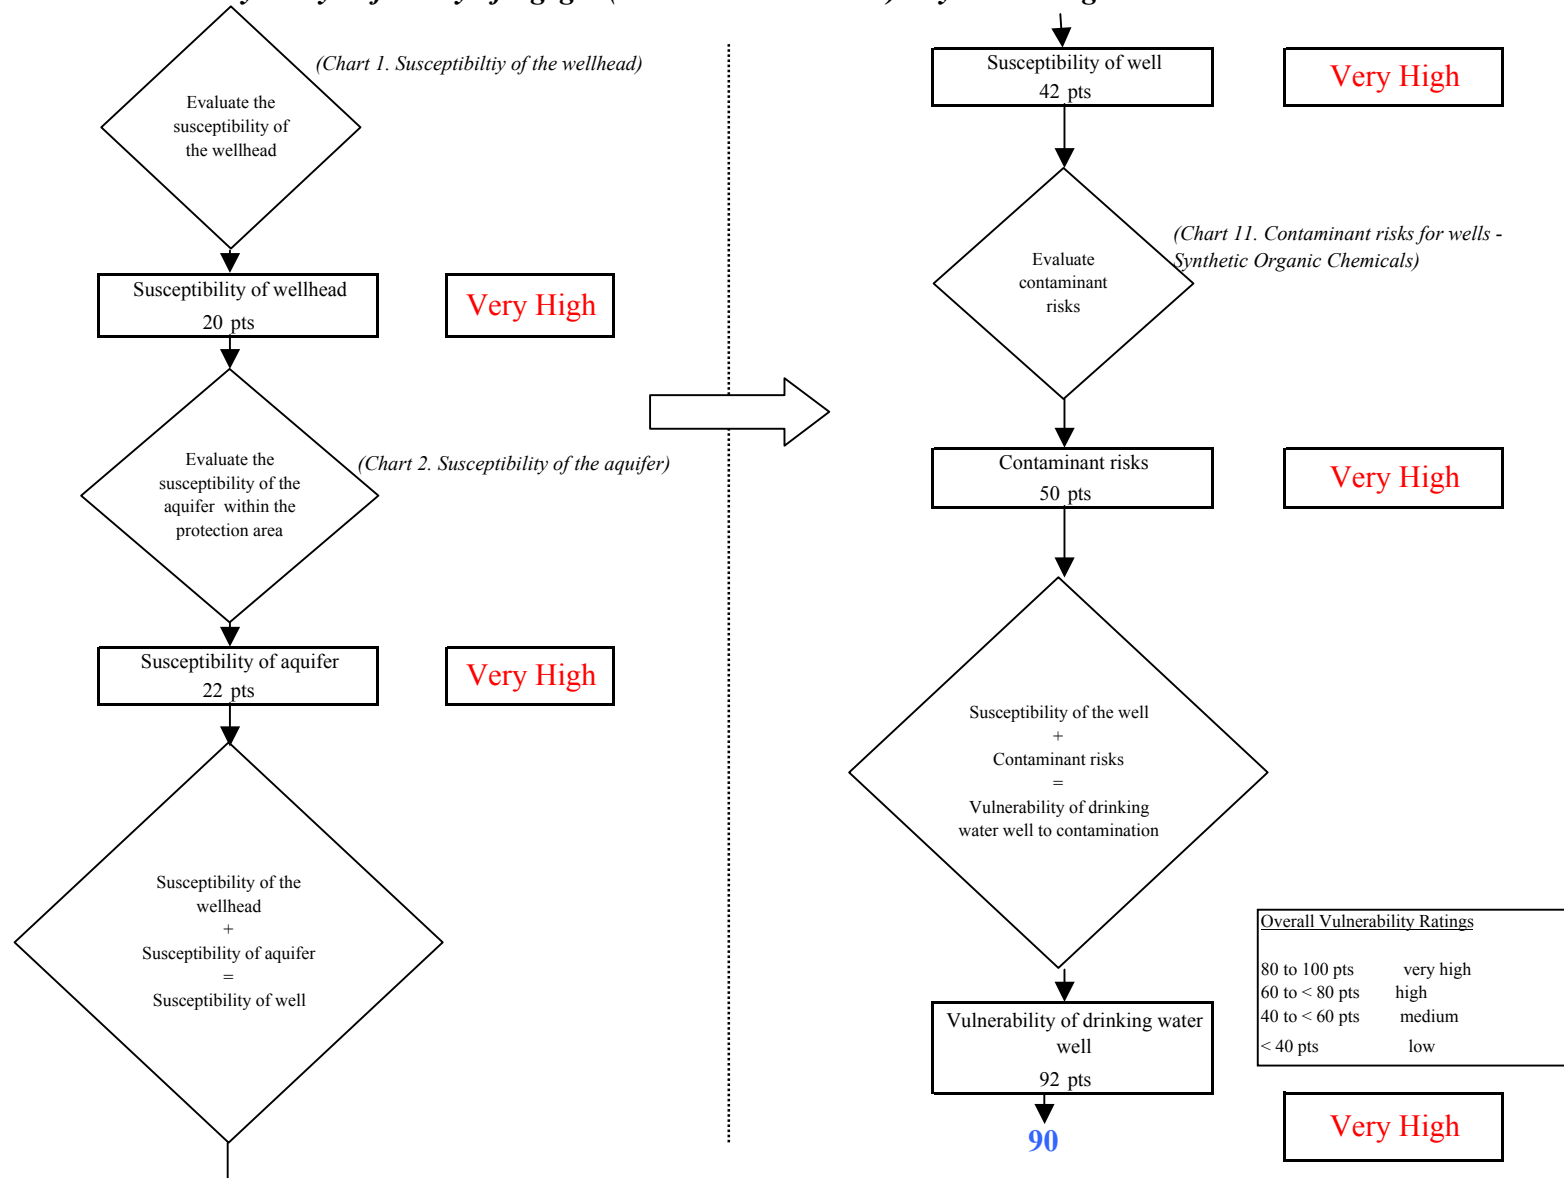 (Chart 1. Susceptibiltiy of the wellhead)
Evaluate the
susceptibility of
the wellhead
Susceptibility of wellhead
20 pts
Very High
Evaluate the
susceptibility of the
aquifer within the
protection area
(Chart 2. Susceptibility of the aquifer)
Susceptibility of aquifer
22 pts
Very High
Susceptibility of the
wellhead
+
Susceptibility of aquifer
=
Susceptibility of well
Susceptibility of well
42 pts
Very High
Evaluate
contaminant
risks
(Chart 11. Contaminant risks for wells -
Synthetic Organic Chemicals)
Contaminant risks
50 pts
Very High
Susceptibility of the well
+
Contaminant risks
=
Vulnerability of drinking
water well to contamination
Vulnerability of drinking water
well
92 pts
90
Overall Vulnerability Ratings
80 to 100 pts very high
60 to < 80 pts high
40 to < 60 pts medium
< 40 pts low
Very High